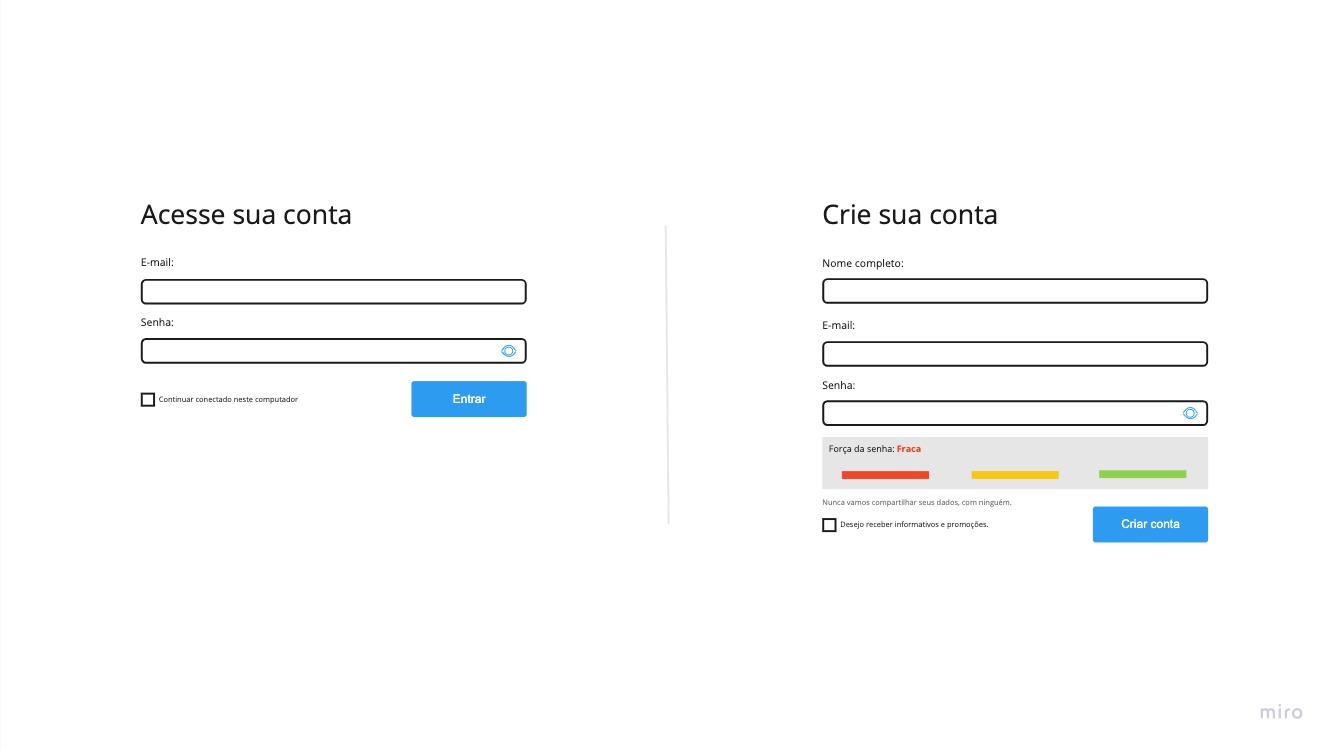 Acesse sua conta
E-mail:
Senha:
Continuar conectado neste computador
Entrar
Crie sua conta
Nome completo:
E-mail:
Senha:
Força da senha: Fraca
Nunca vamos compartilhar seus dados, com ninguém.
Desejo receber informativos e promoções.
Criar conta
miro